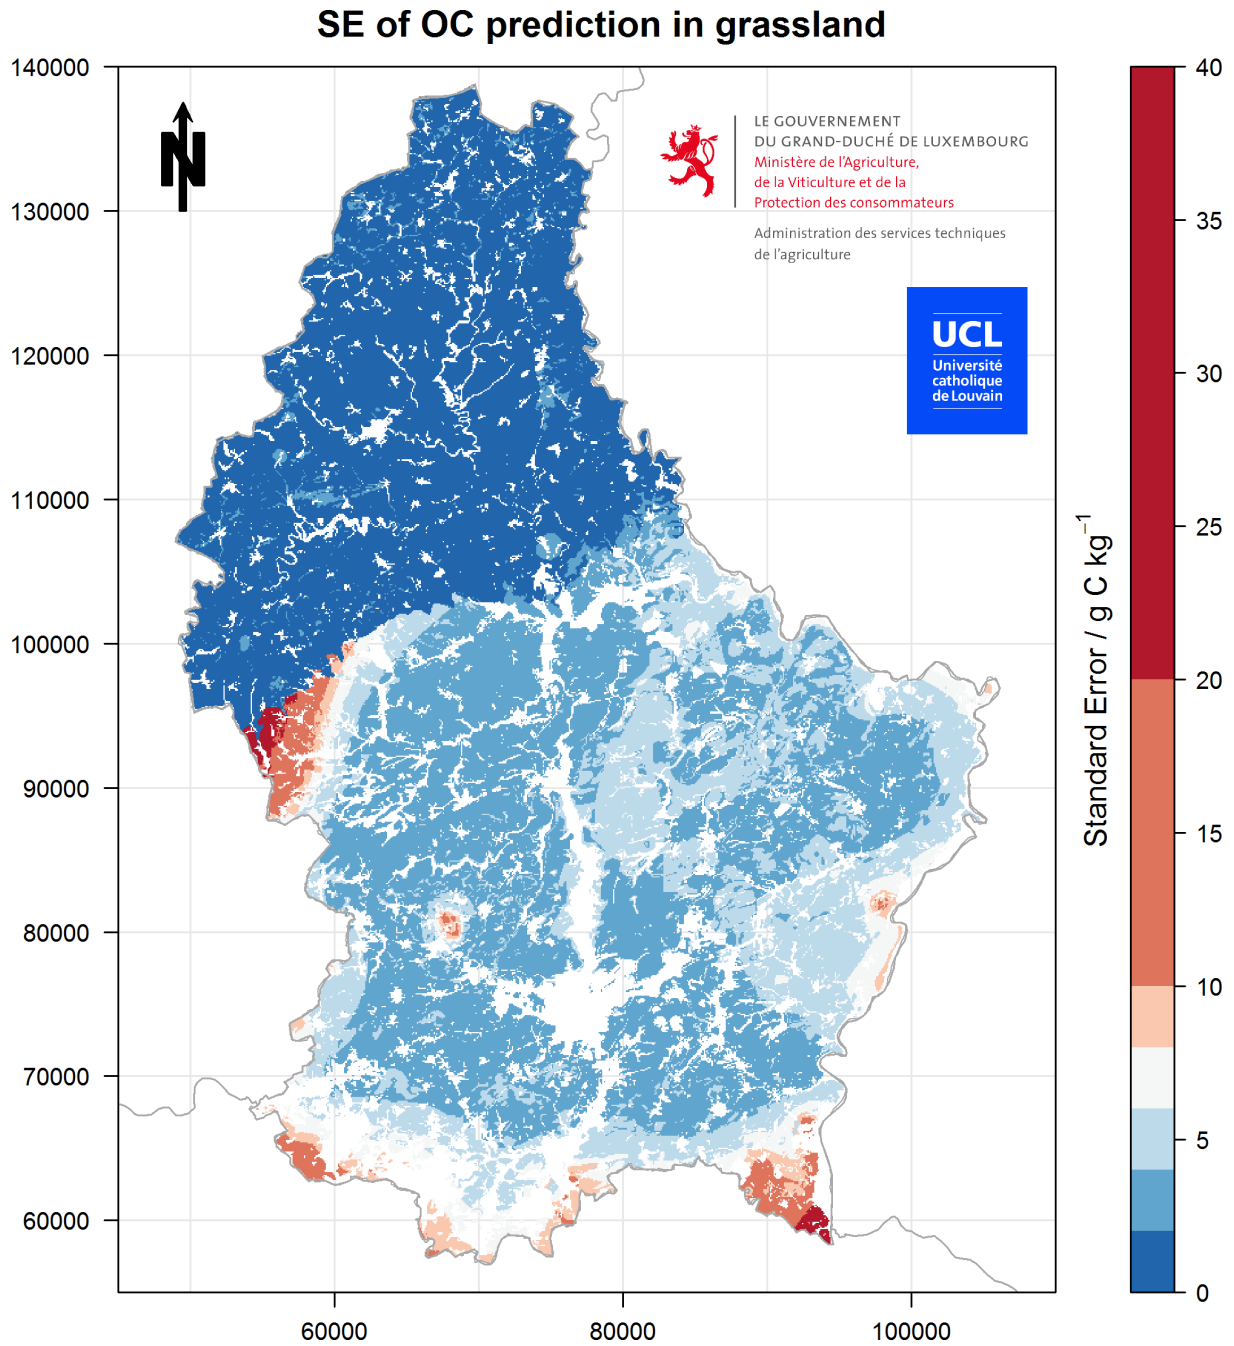 SE of OC prediction in grassland
140000
130000
120000
110000
100000
90000
80000
70000
60000
60000
80000
100000
N
LE GOUVERNEMENT
DU GRAND-DUCHÉ DE LUXEMBOURG
Ministère de l'Agriculture,
de la Viticulture et de la
Protection des consommateurs
Administration des services techniques
de l'agriculture
UCL
Université
catholique
de Louvain
Standard Error / g C kg⁻¹
40
35
30
25
20
15
10
5
0